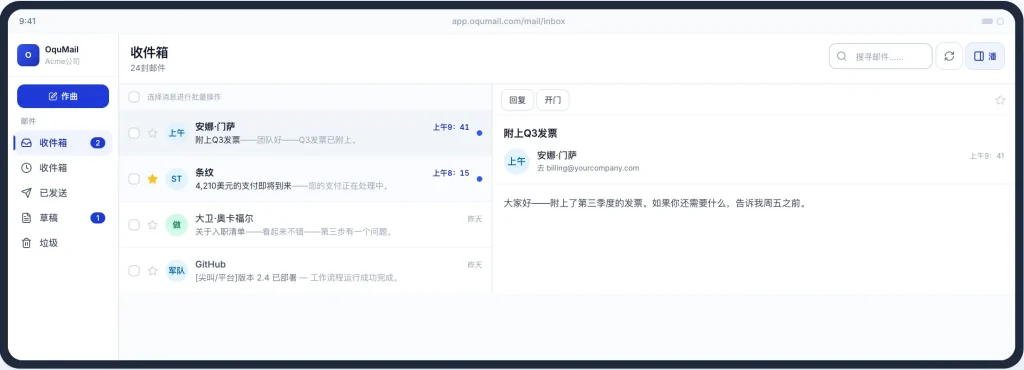 9:41
app.oqumail.com/mail/inbox
O
OquMail
Acme公司
作曲
邮件
收件箱
2
收件箱
已发送
草稿
1
垃圾
收件箱
24封邮件
搜寻邮件……
潘
选择消息进行批量操作
上午
安娜·门萨
上午9：41
附上Q3发票——团队好——Q3发票已附上。
ST
条纹
上午8：15
4,210美元的支付即将到来——您的支付正在处理中。
做
大卫·奥卡福尔
昨天
关于入职清单——看起来不错——第三步有一个问题。
军队
GitHub
昨天
[尖叫/平台]版本 2.4 已部署 — 工作流程运行成功完成。
回复
开门
附上Q3发票
上午
安娜·门萨
上午9：41
去 billing@yourcompany.com
大家好——附上了第三季度的发票。如果你还需要什么，告诉我周五之前。